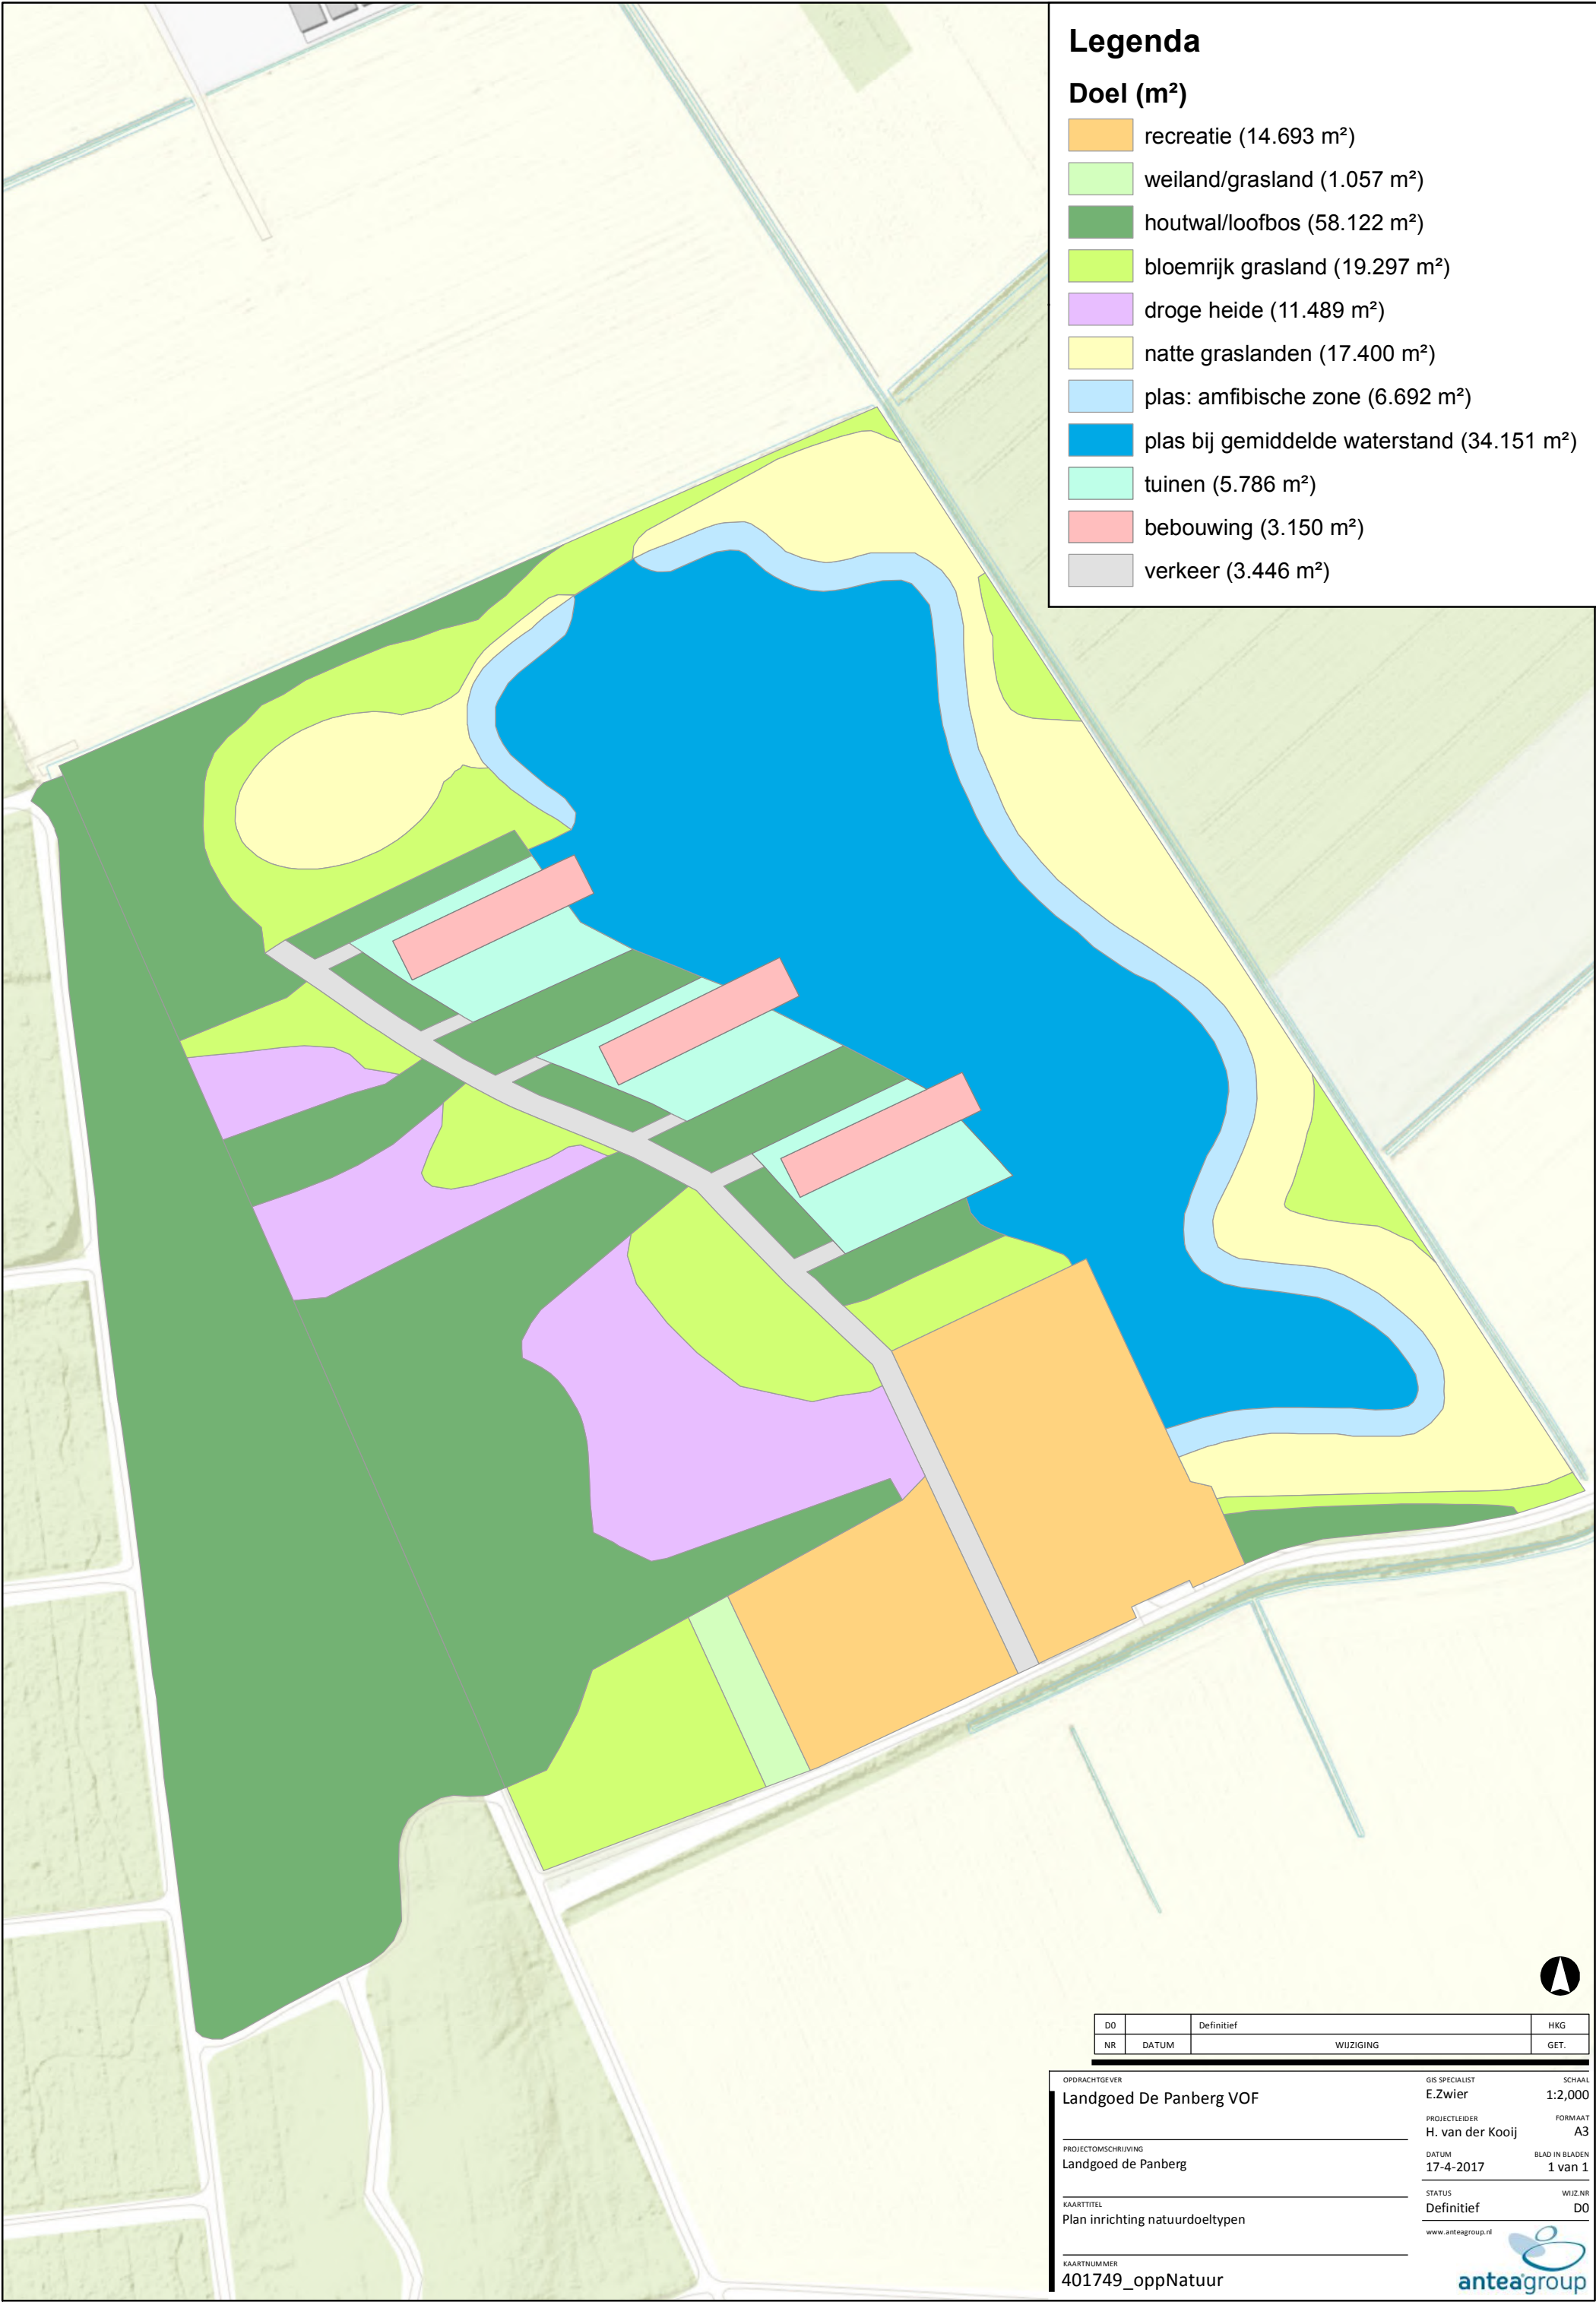 Legenda
Doel (m²)
recreatie (14.693 m²)
weiland/grasland (1.057 m²)
houtwal/loofbos (58.122 m²)
bloemrijk grasland (19.297 m²)
droge heide (11.489 m²)
natte graslanden (17.400 m²)
plas: amfibische zone (6.692 m²)
plas bij gemiddelde waterstand (34.151 m²)
tuinen (5.786 m²)
bebouwing (3.150 m²)
verkeer (3.446 m²)
D0 Definitief HKG
NR DATUM WIJZIGING GET.
OPDRACHTGEVER
Landgoed De Panberg VOF
PROJECTOMSCHRIJVING
Landgoed de Panberg
KAARTTITEL
Plan inrichting natuurdoeltypen
KAARTNUMMER
401749_oppNatuur
GIS SPECIALIST SCHAAL
E.Zwier 1:2,000
PROJECTLEIDER FORMAAT
H. van der Kooij A3
DATUM BLAD IN BLADEN
17-4-2017 1 van 1
STATUS WIJZ.NR
Definitief D0
www.anteagroup.nl
anteagroup